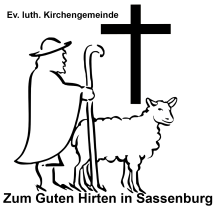 Ev. luth. Kirchengemeinde
Zum Guten Hirten in Sassenburg